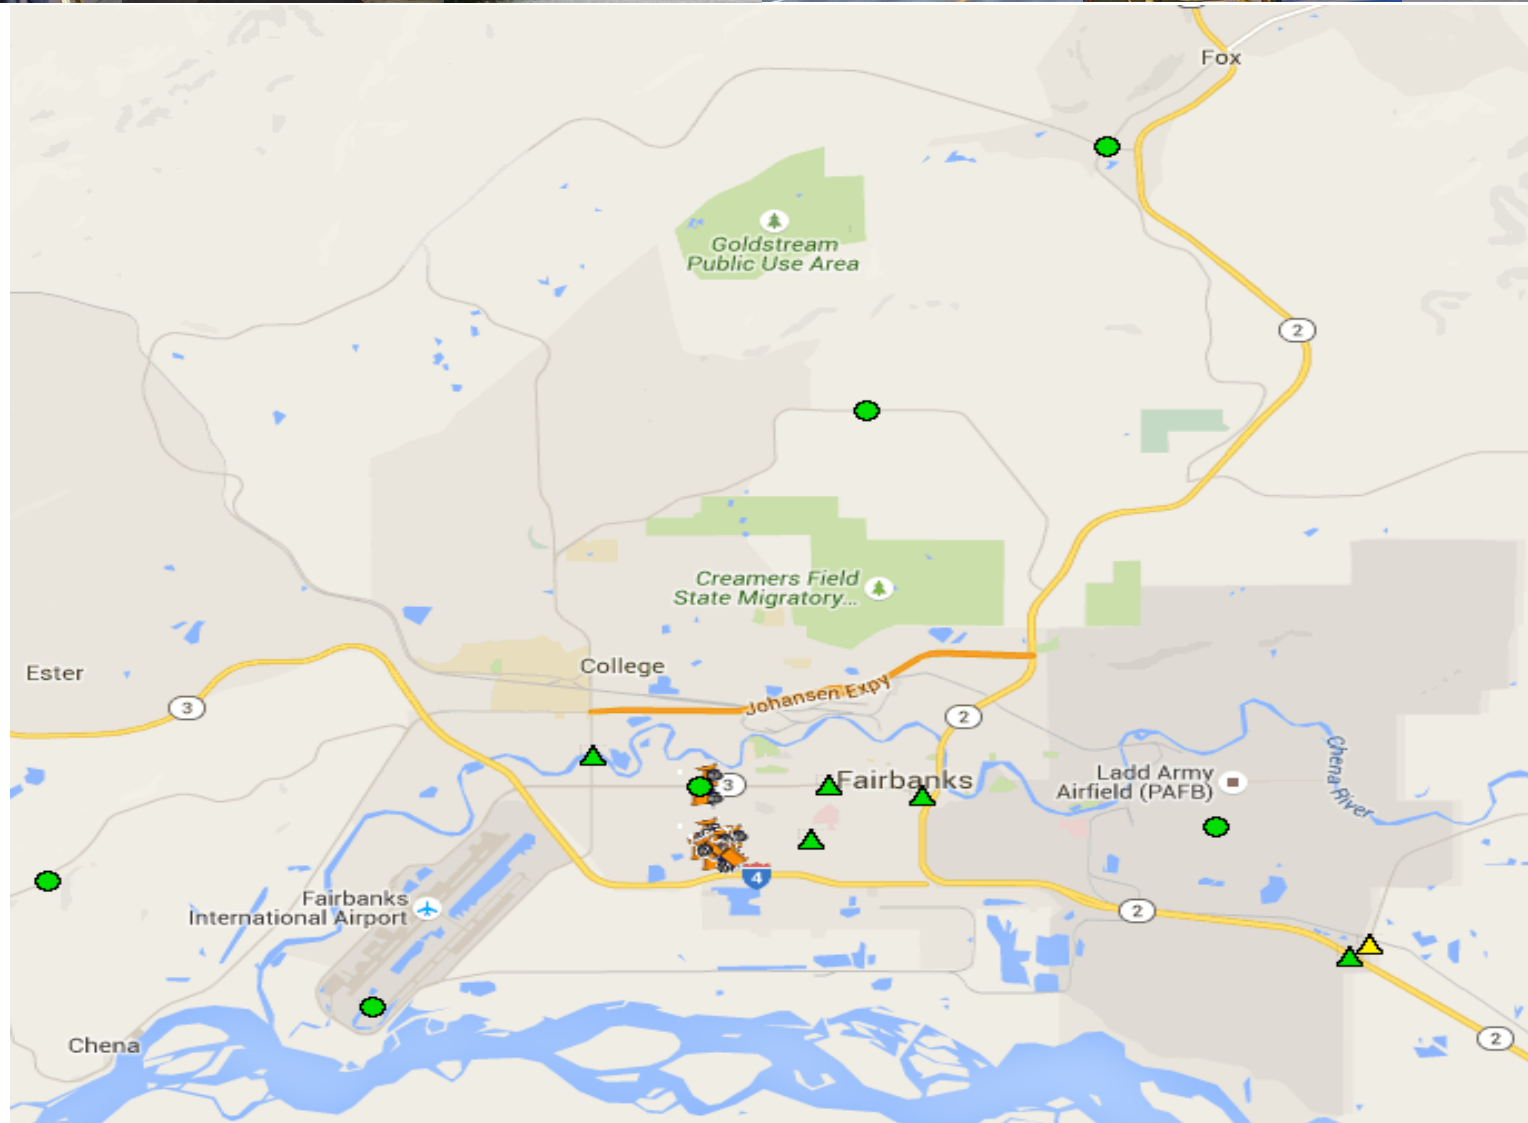 Fox
Goldstream
Public Use Area
2
Creamers Field
State Migratory...
Ester
College
3
Johansen Expy
2
3
Fairbanks
Ladd Army
Airfield (PAFB)
Chena River
4
Fairbanks
International Airport
2
Chena
2